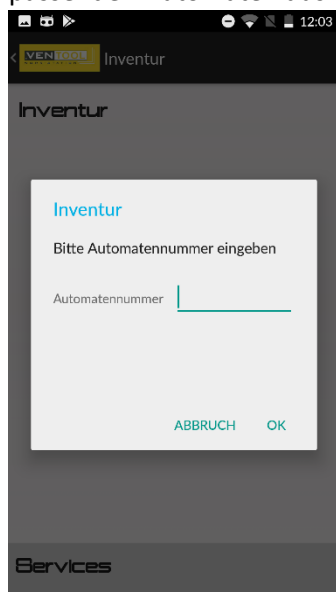 12:03
VENTOOL Inventur
Inventur
Inventur
Bitte Automatennummer eingeben
Automatennummer
ABBRUCH OK
Services